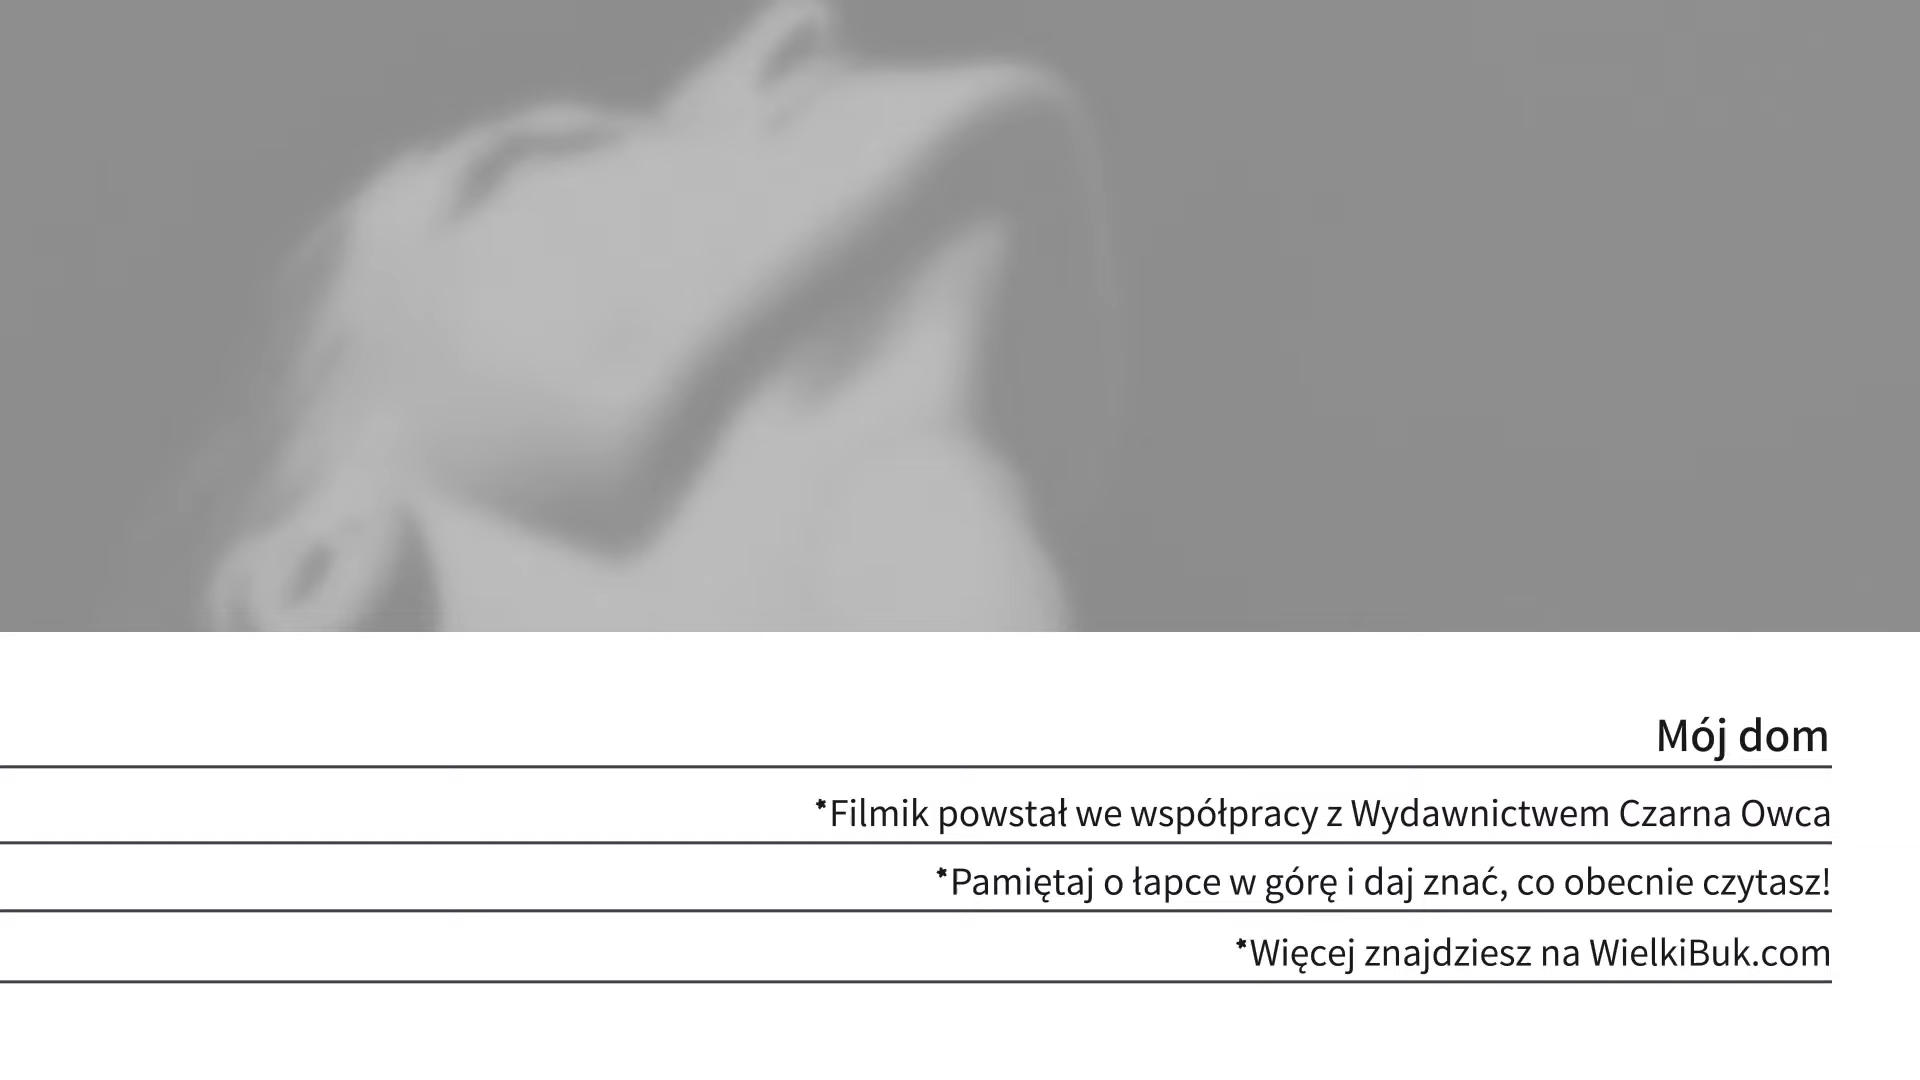 Mój dom
*Filmik powstał we współpracy z Wydawnictwem Czarna Owca
*Pamiętaj o łapce w górę i daj znać, co obecnie czytasz!
*Więcej znajdziesz na WielkiBuk.com